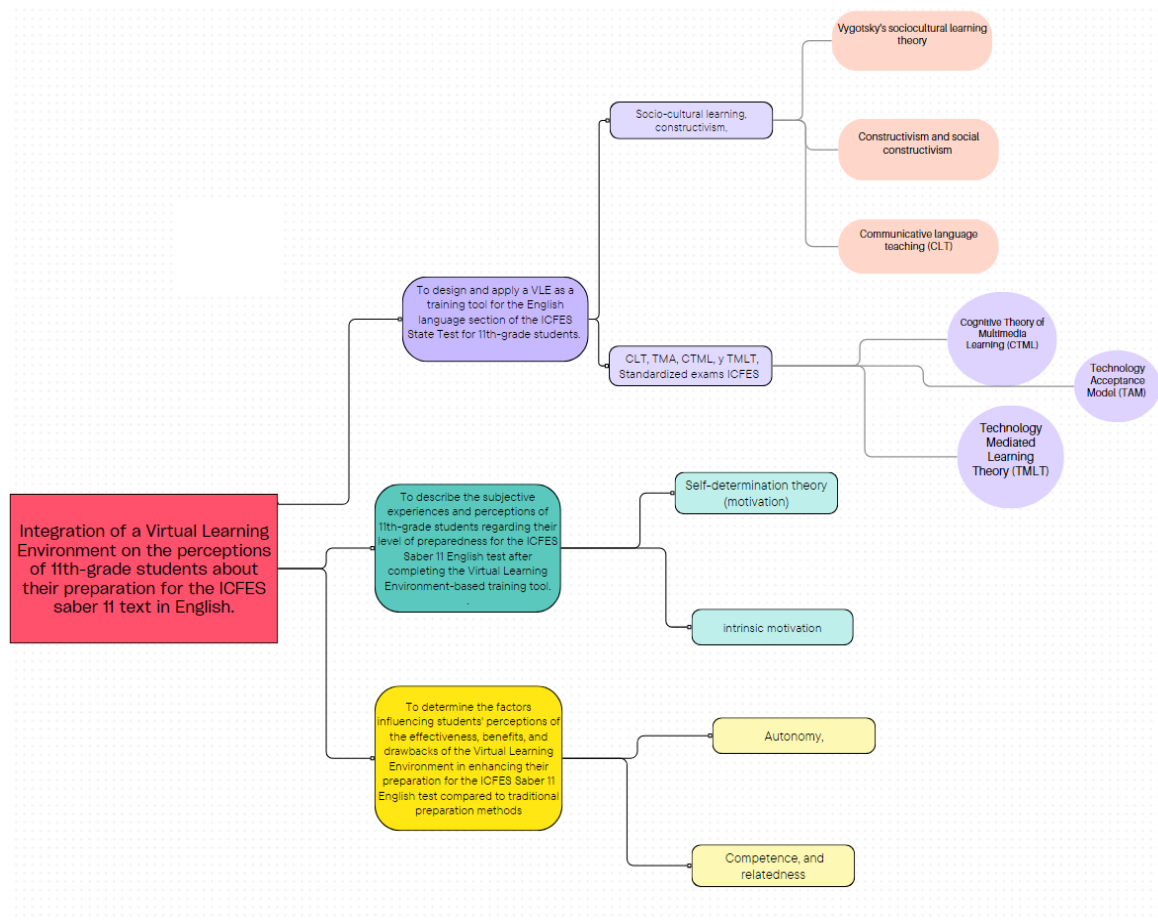 Integration of a Virtual Learning
Environment on the perceptions
of 11th-grade students about
their preparation for the ICFES
saber 11 text in English.
To design and apply a VLE as a
training tool for the English
language section of the ICFES
State Test for 11th-grade students.
Socio-cultural learning,
constructivism,
Vygotsky's sociocultural learning
theory
Constructivism and social
constructivism
Communicative language
teaching (CLT)
CLT, TMA, CTML, y TMLT,
Standardized exams ICFES
Cognitive Theory of
Multimedia
Learning (CTML)
Technology
Acceptance
Model (TAM)
Technology
Mediated
Learning
Theory (TMLT)
To describe the subjective
experiences and perceptions of
11th-grade students regarding their
level of preparedness for the ICFES
Saber 11 English test after
completing the Virtual Learning
Environment-based training tool.
.
Self-determination theory
(motivation)
intrinsic motivation
To determine the factors
influencing students' perceptions of
the effectiveness, benefits, and
drawbacks of the Virtual Learning
Environment in enhancing their
preparation for the ICFES Saber 11
English test compared to traditional
preparation methods
Autonomy,
Competence, and
relatedness